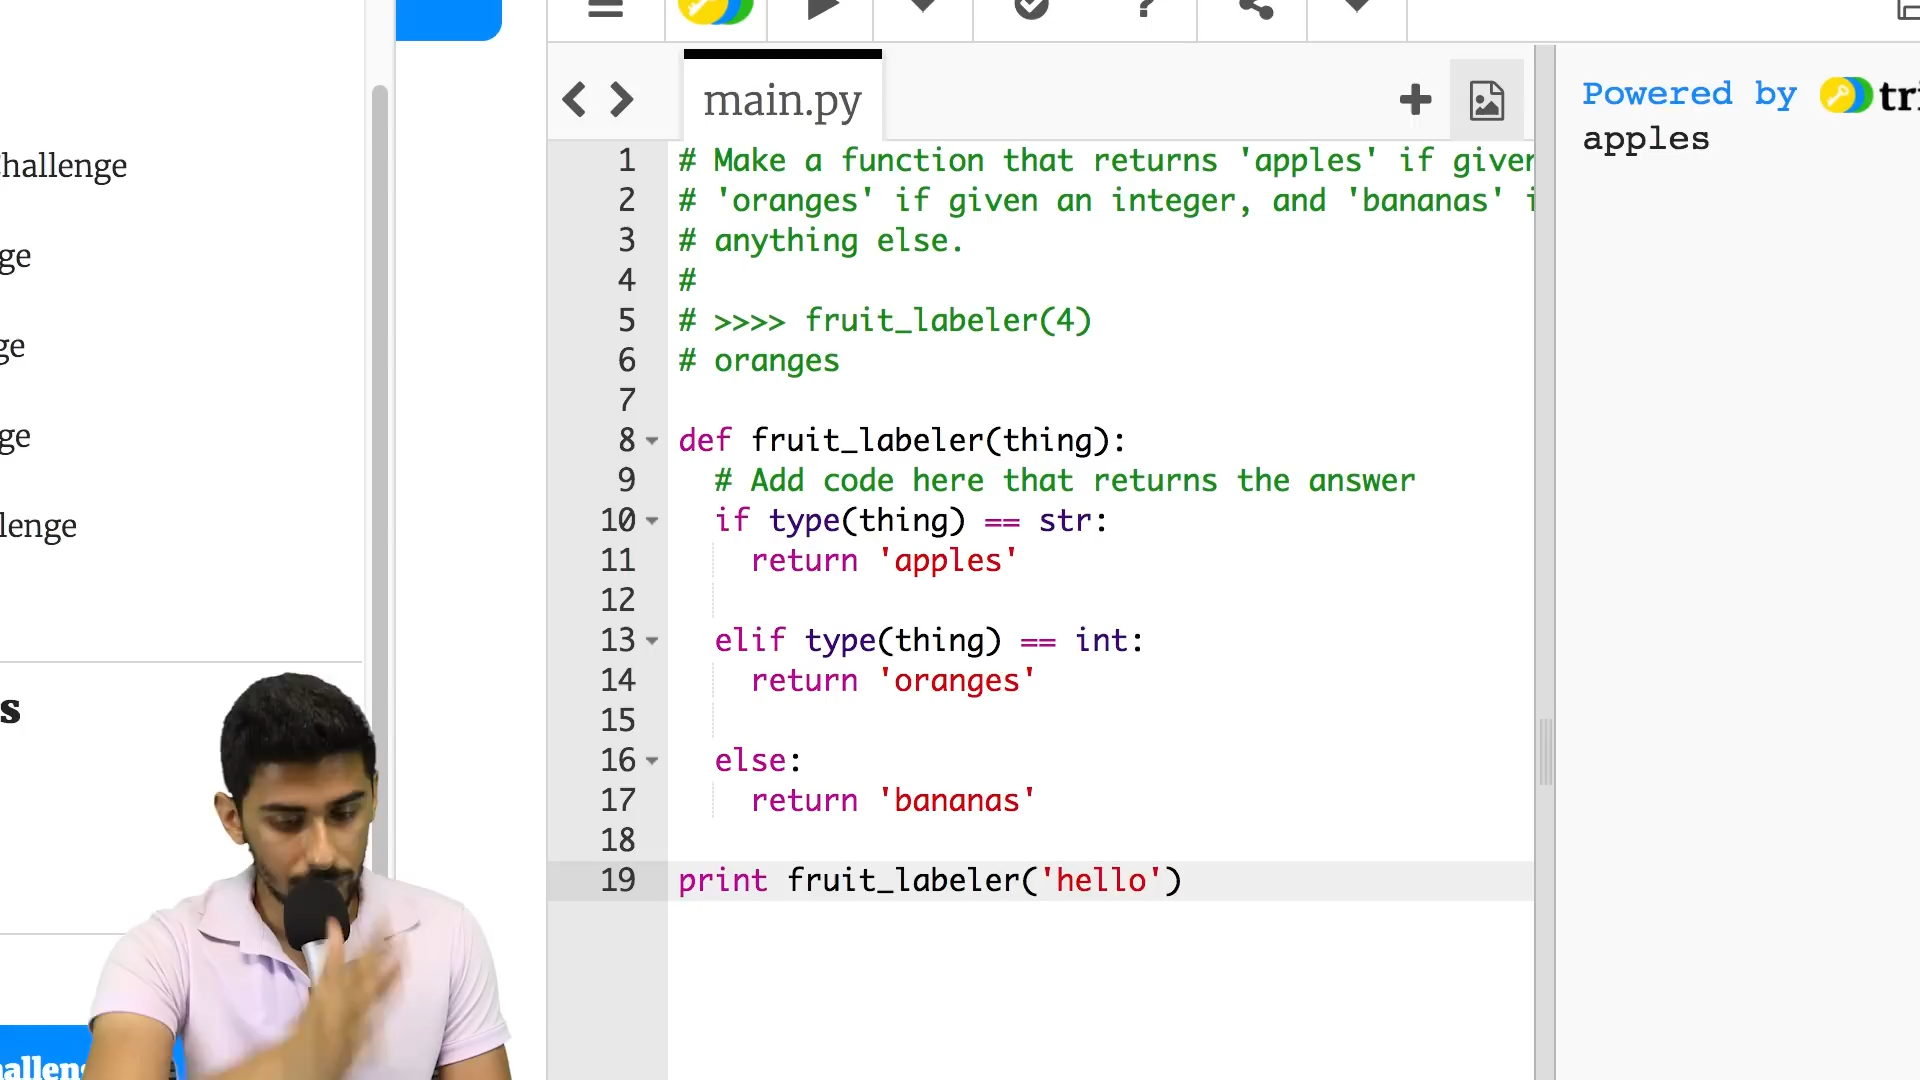 hallenge
ge
ge
ge
lenge
s
allen
main.py
1 # Make a function that returns 'apples' if given
2 # 'oranges' if given an integer, and 'bananas' i
3 # anything else.
4 #
5 # >>>> fruit_labeler(4)
6 # oranges
7
8 def fruit_labeler(thing):
9 # Add code here that returns the answer
10 if type(thing) == str:
11 return 'apples'
12
13 elif type(thing) == int:
14 return 'oranges'
15
16 else:
17 return 'bananas'
18
19 print fruit_labeler('hello')
Powered by tri
apples